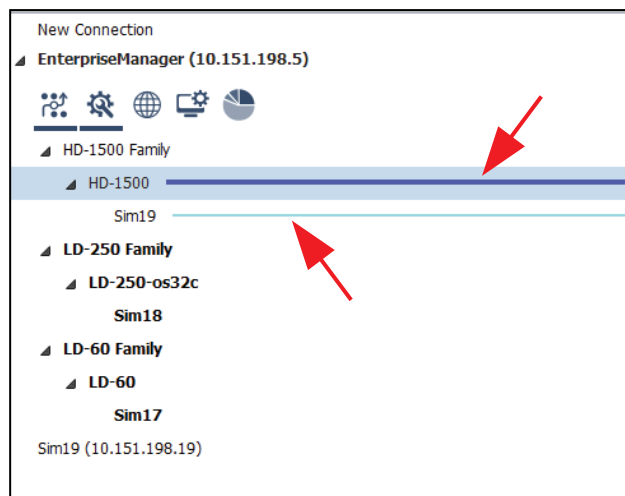 New Connection
EnterpriseManager (10.151.198.5)
HD-1500 Family
HD-1500
Sim19
LD-250 Family
LD-250-os32c
Sim18
LD-60 Family
LD-60
Sim17
Sim19 (10.151.198.19)